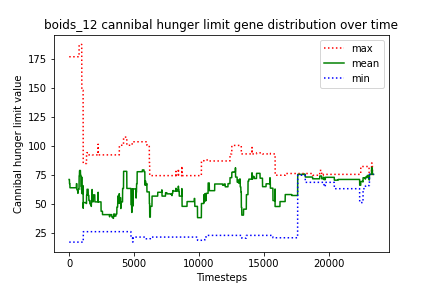 boids_12 cannibal hunger limit gene distribution over time
max
mean
min
Cannibal hunger limit value
175
150
125
100
75
50
25
0
5000
10000
15000
20000
Timesteps